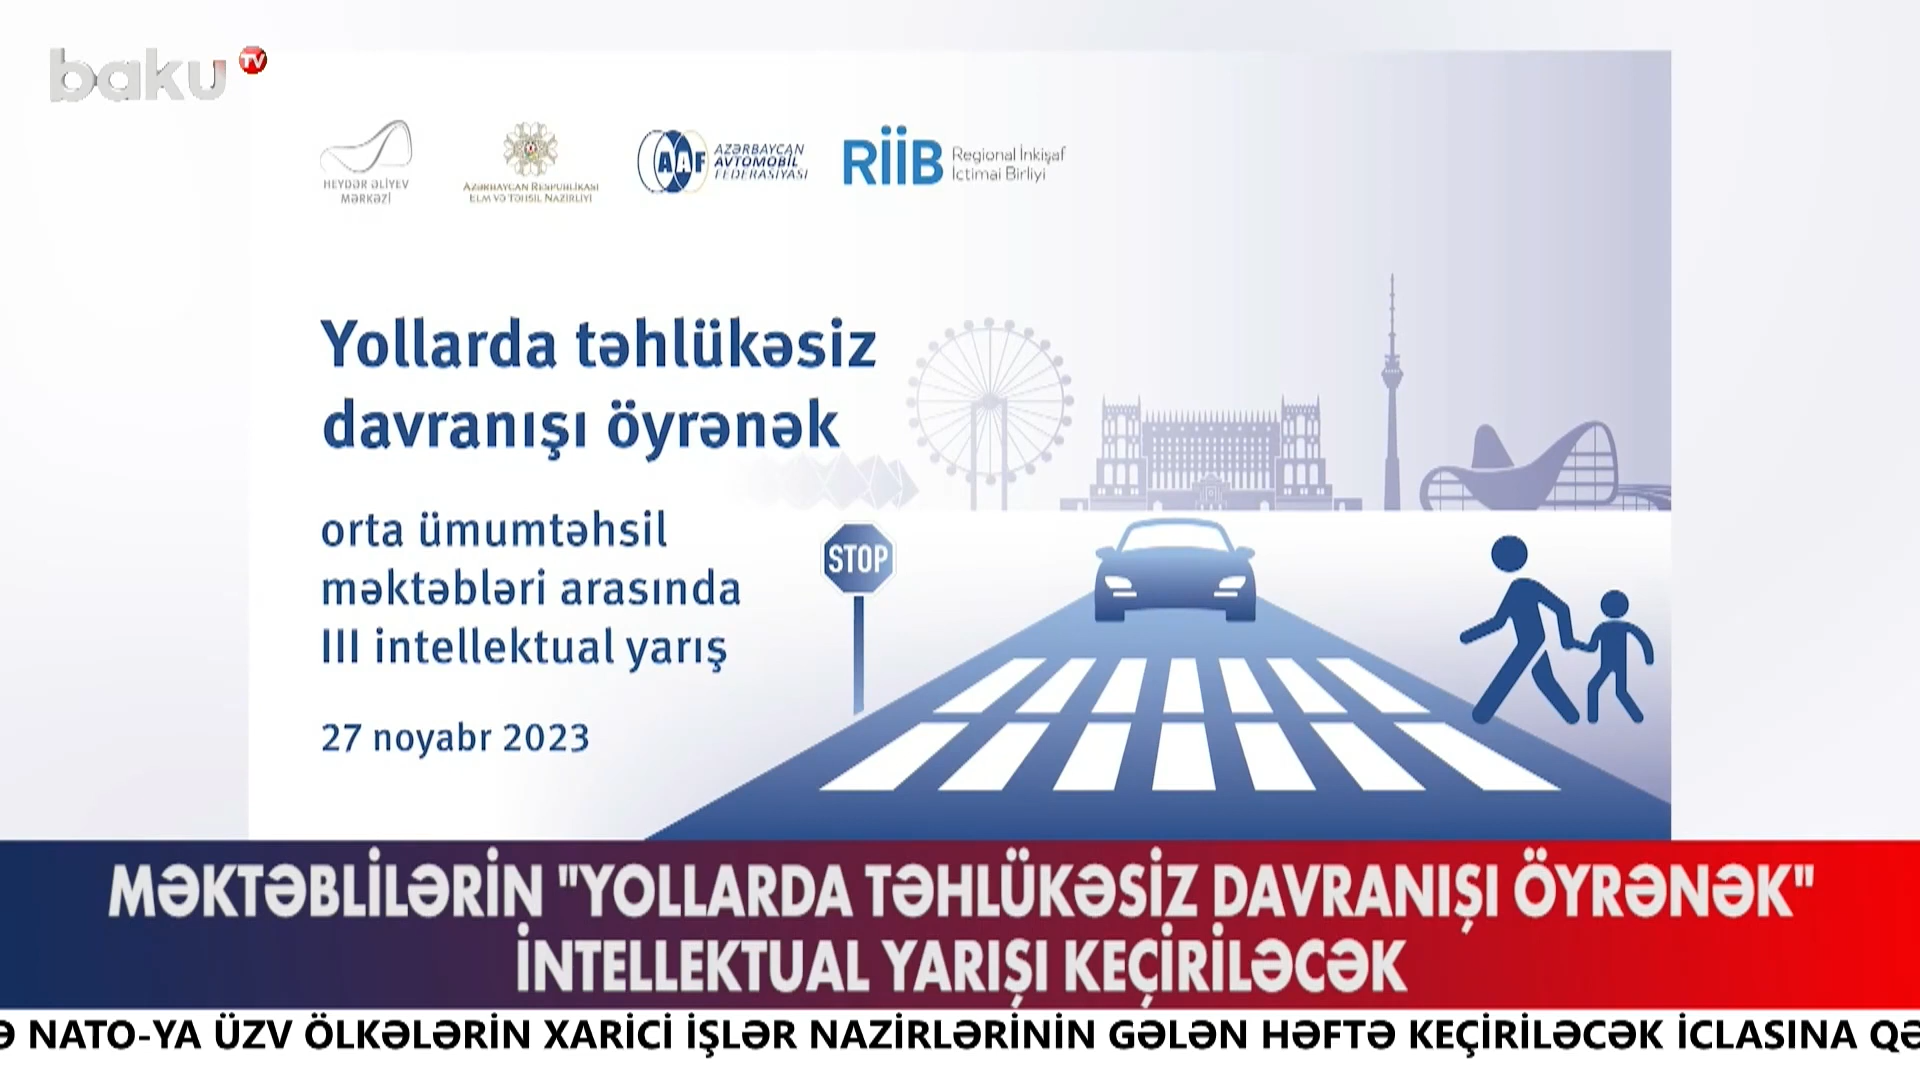 baku TV
HEYDƏR ƏLİYEV
MƏRKƏZİ
AZƏRBAYCAN RESPUBLİKASI
ELM VƏ TƏHSİL NAZİRLİYİ
AAF
AZƏRBAYCAN
AVTOMOBİL
FEDERASİYASI
RİİB
Regional İnkişaf
İctimai Birliyi
Yollarda təhlükəsiz
davranışı öyrənək
orta ümumtəhsil
məktəbləri arasında
III intellektual yarış
27 noyabr 2023
STOP
MƏKTƏBLİLƏRİN "YOLLARDA TƏHLÜKƏSİZ DAVRANIŞI ÖYRƏNƏK"
İNTELLEKTUAL YARIŞI KEÇİRİLƏCƏK
Ə NATO-YA ÜZV ÖLKƏLƏRİN XARİCİ İŞLƏR NAZİRLƏRİNİN GƏLƏN HƏFTƏ KEÇİRİLƏCƏK İCLASINA QƏ